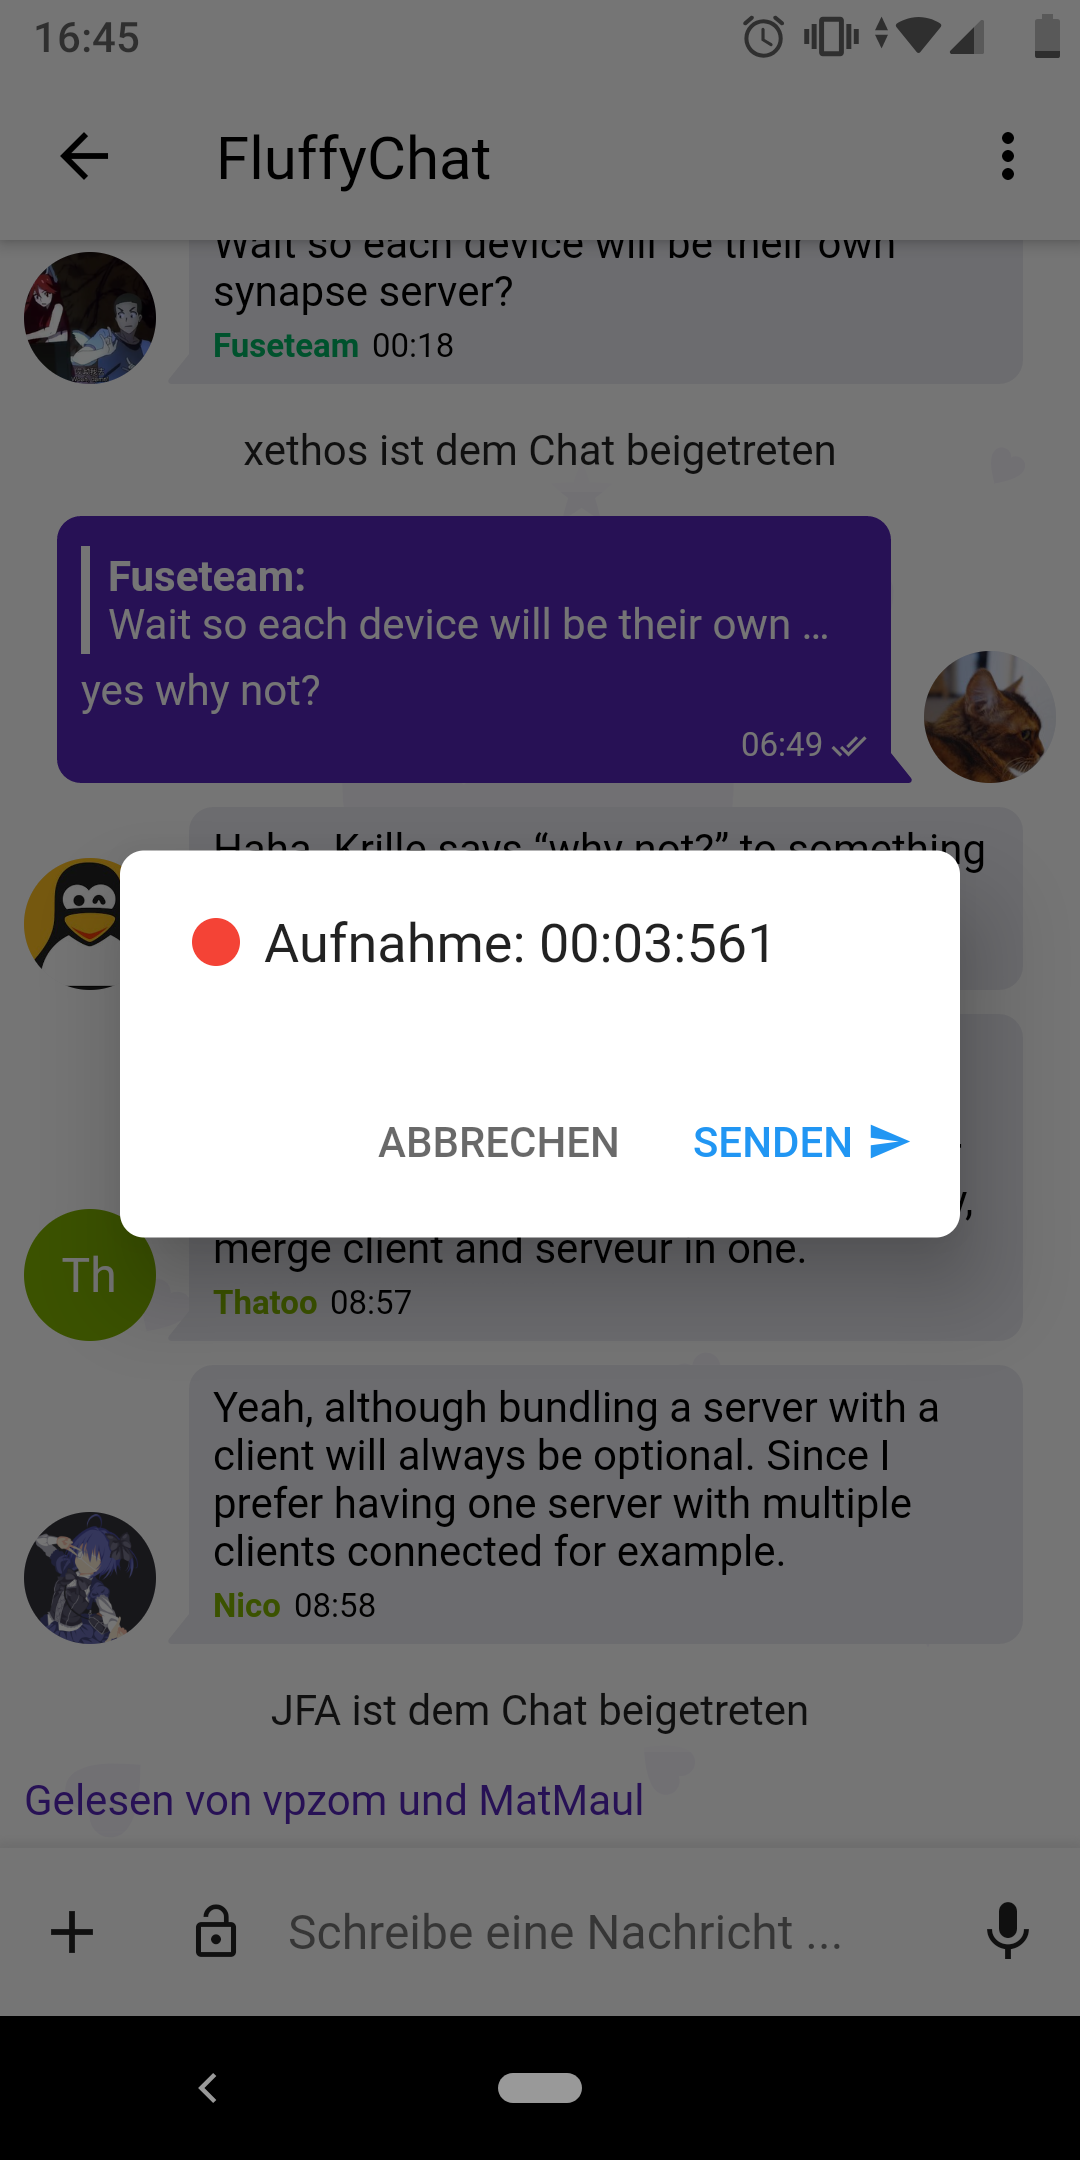 16:45
FluffyChat
Wait so each device will be their own
synapse server?
Fuseteam 00:18
xethos ist dem Chat beigetreten
Fuseteam:
Wait so each device will be their own ...
yes why not?
06:49
Haha, Krille says “why not?” to something
Aufnahme: 00:03:561
ABBRECHEN SENDEN
merge client and serveur in one.
Th
Thatoo 08:57
Yeah, although bundling a server with a
client will always be optional. Since I
prefer having one server with multiple
clients connected for example.
Nico 08:58
JFA ist dem Chat beigetreten
Gelesen von vpzom und MatMaul
Schreibe eine Nachricht ...